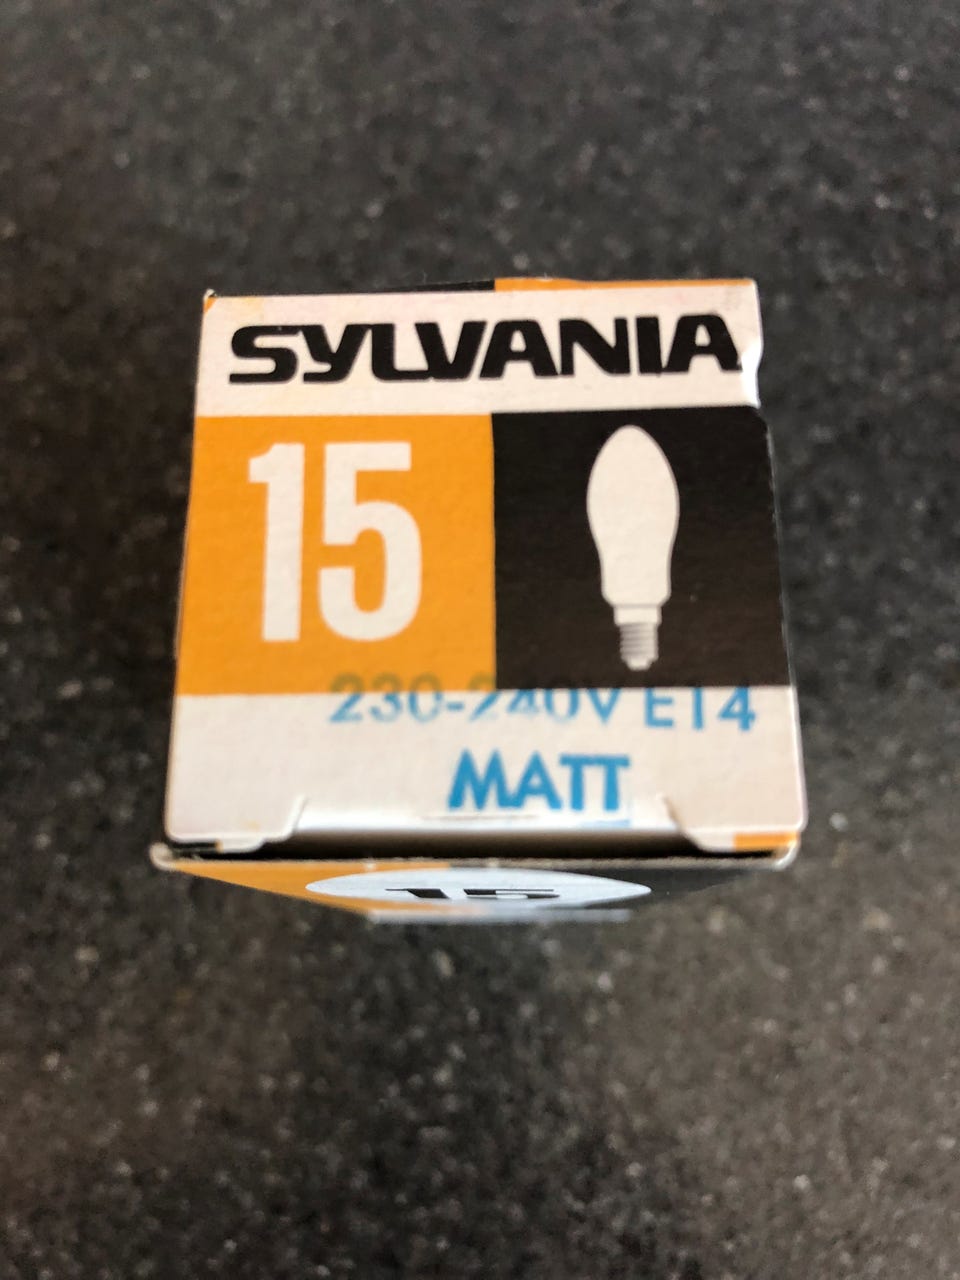 SYLVANIA
15
230-240V E14
MATT
15